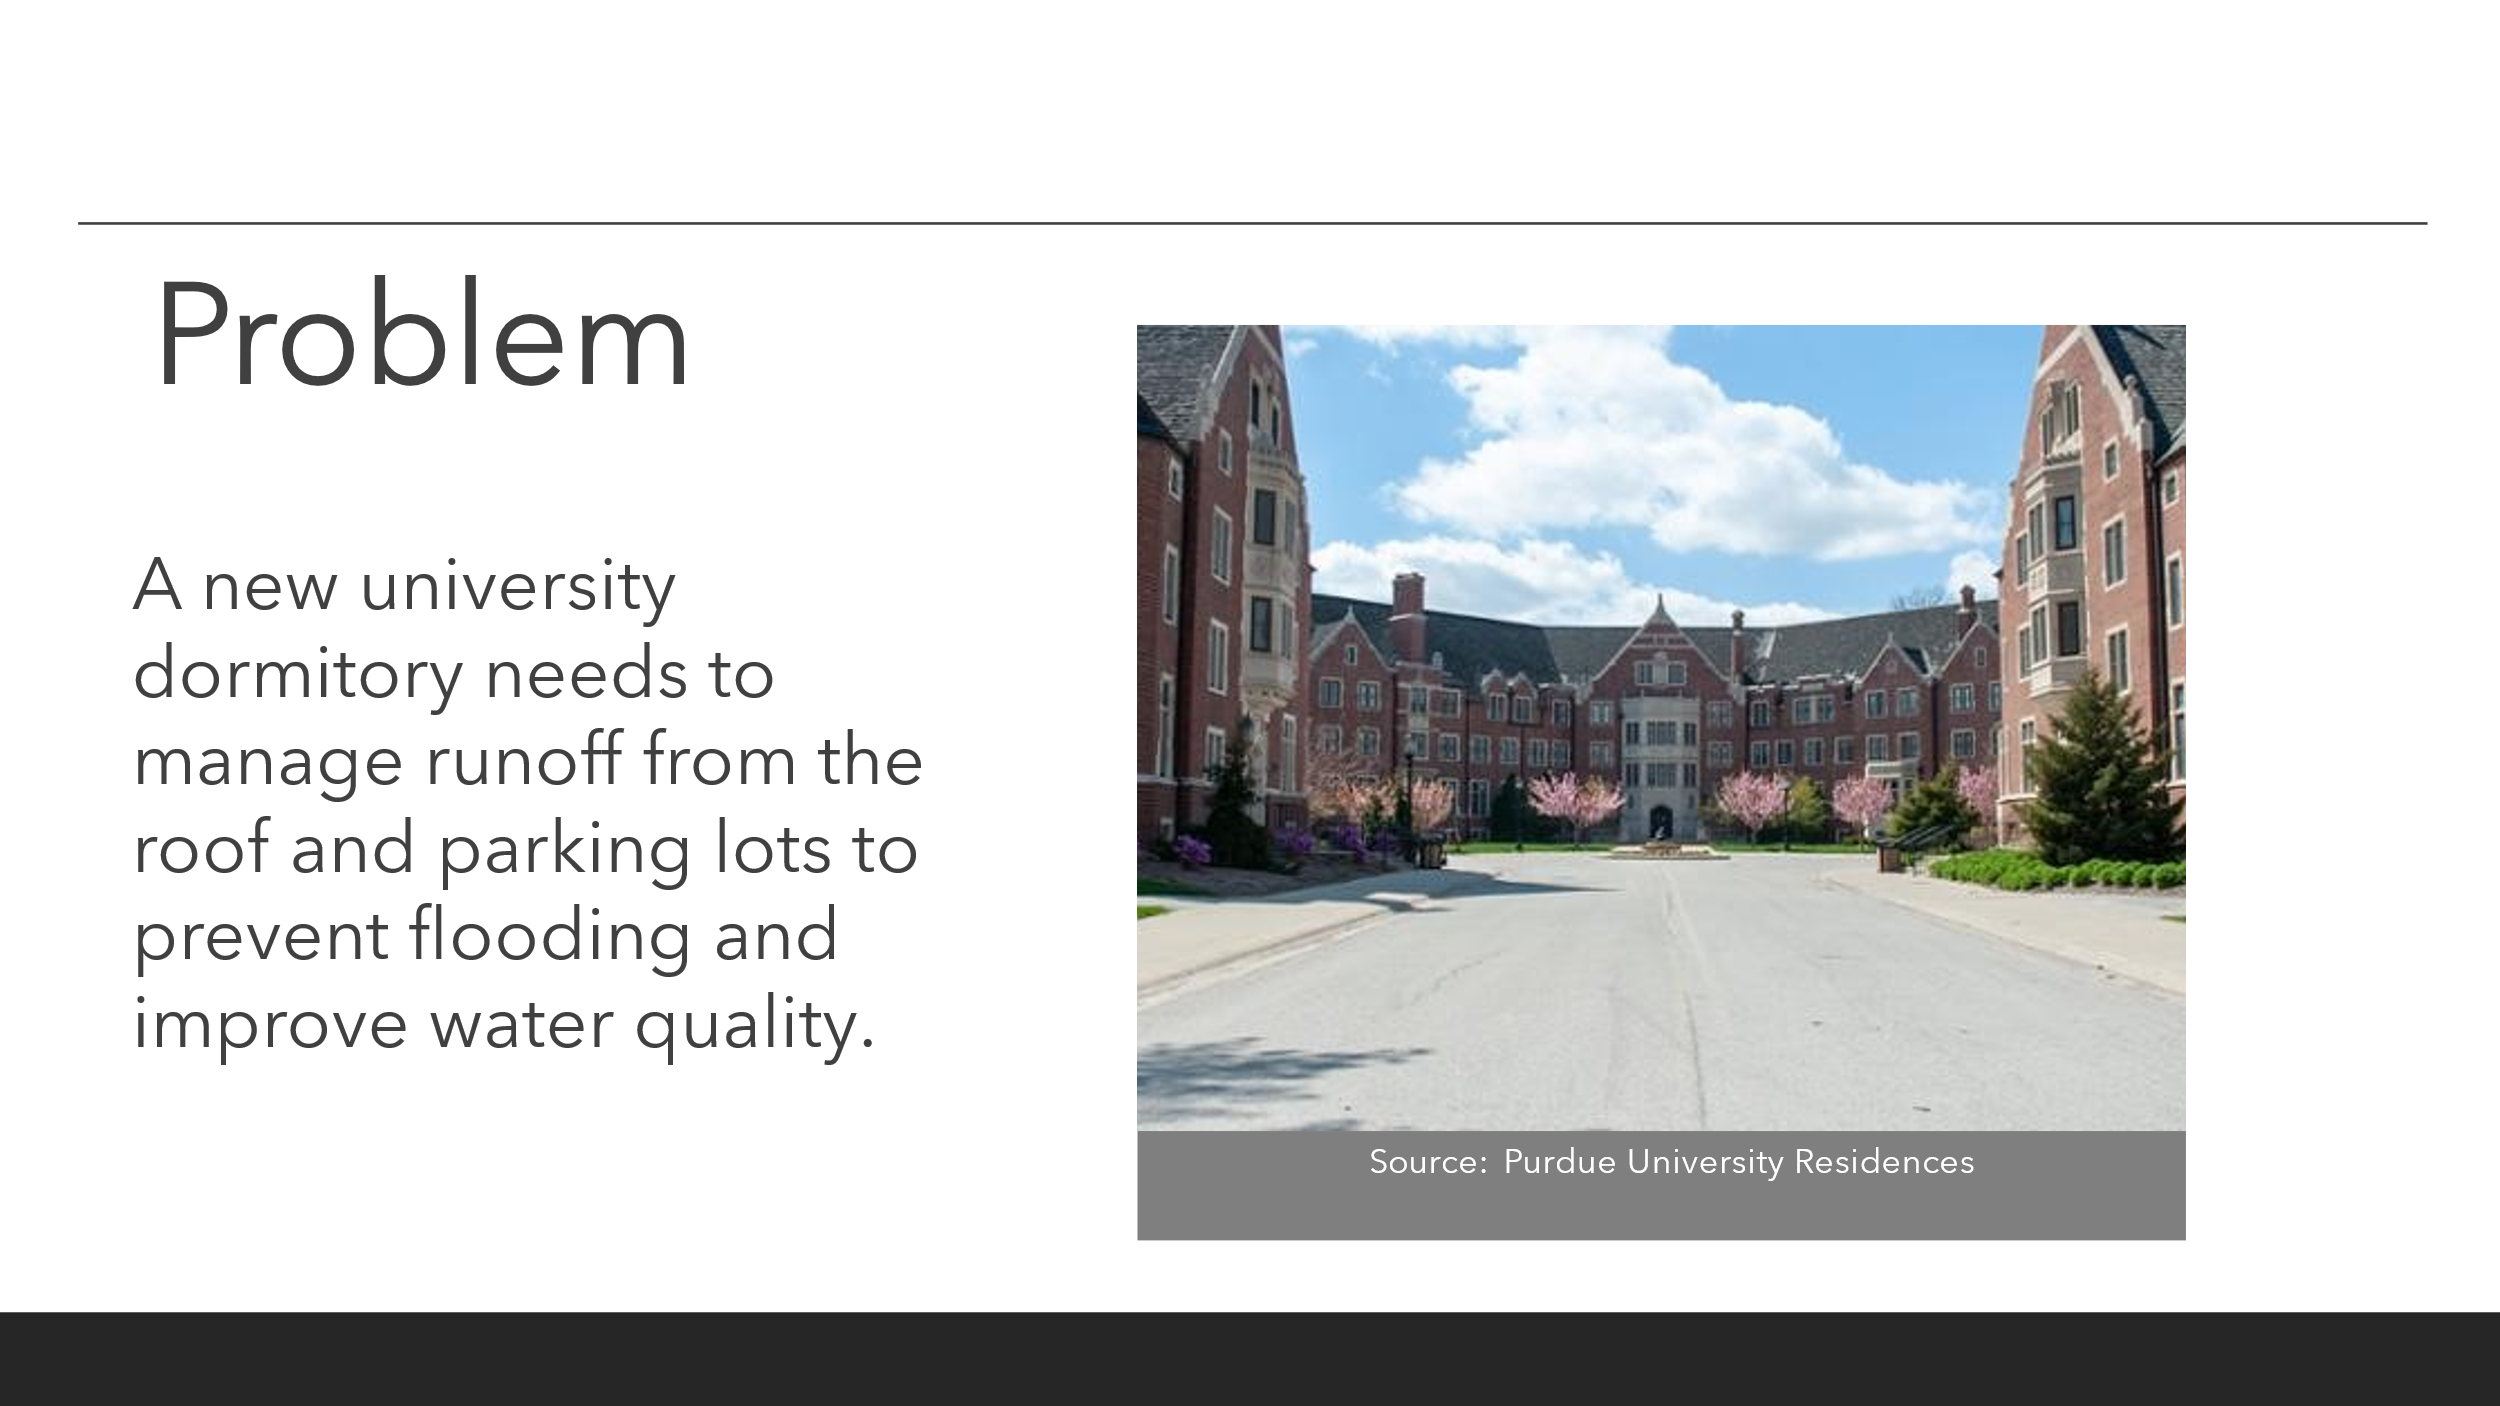 Problem
A new university
dormitory needs to
manage runoff from the
roof and parking lots to
prevent flooding and
improve water quality.
Source: Purdue University Residences